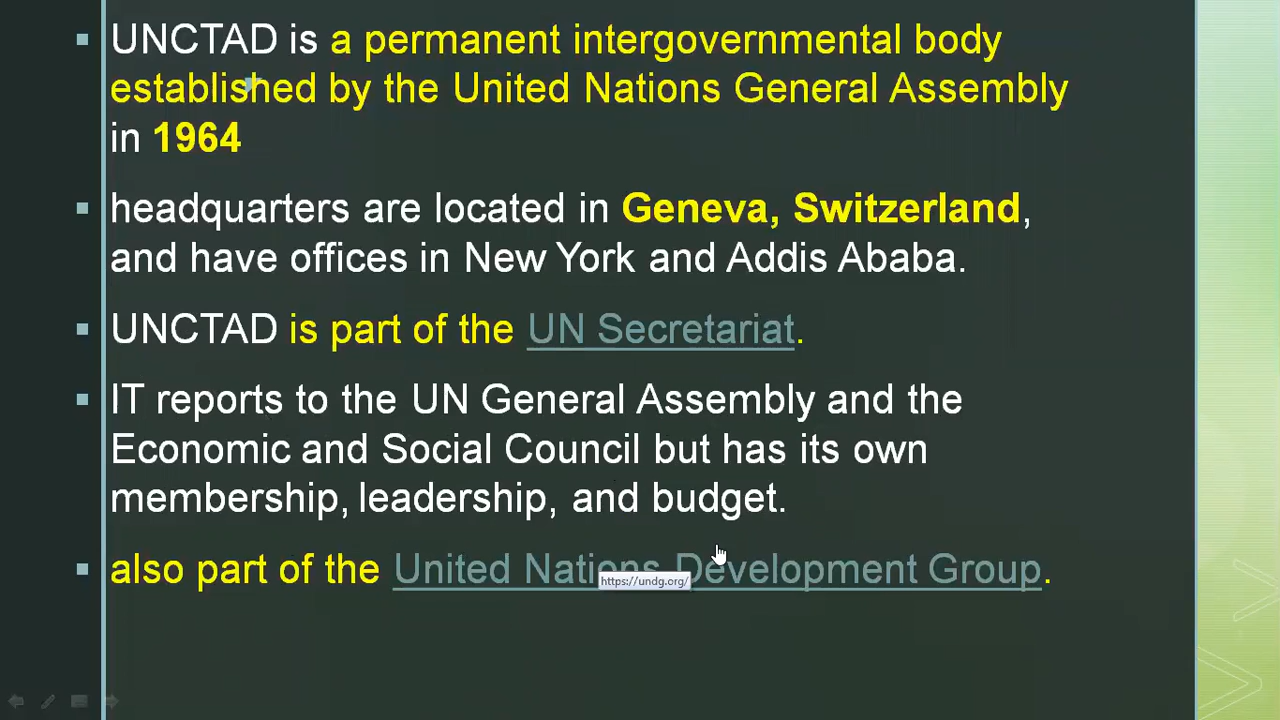 UNCTAD is a permanent intergovernmental body
established by the United Nations General Assembly
in 1964
headquarters are located in Geneva, Switzerland,
and have offices in New York and Addis Ababa.
UNCTAD is part of the UN Secretariat.
IT reports to the UN General Assembly and the
Economic and Social Council but has its own
membership, leadership, and budget.
also part of the United Nations Development Group.
https://undg.org/